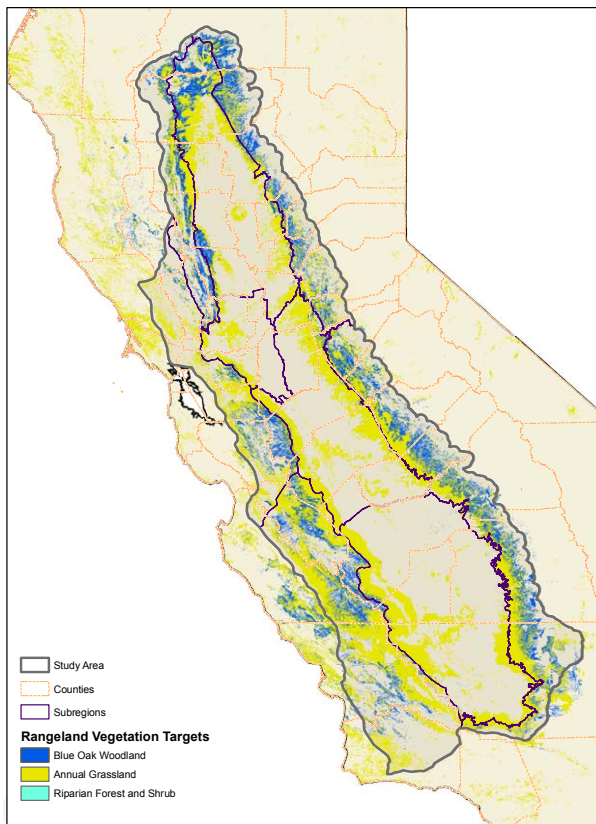 Study Area
Counties
Subregions
Rangeland Vegetation Targets
Blue Oak Woodland
Annual Grassland
Riparian Forest and Shrub